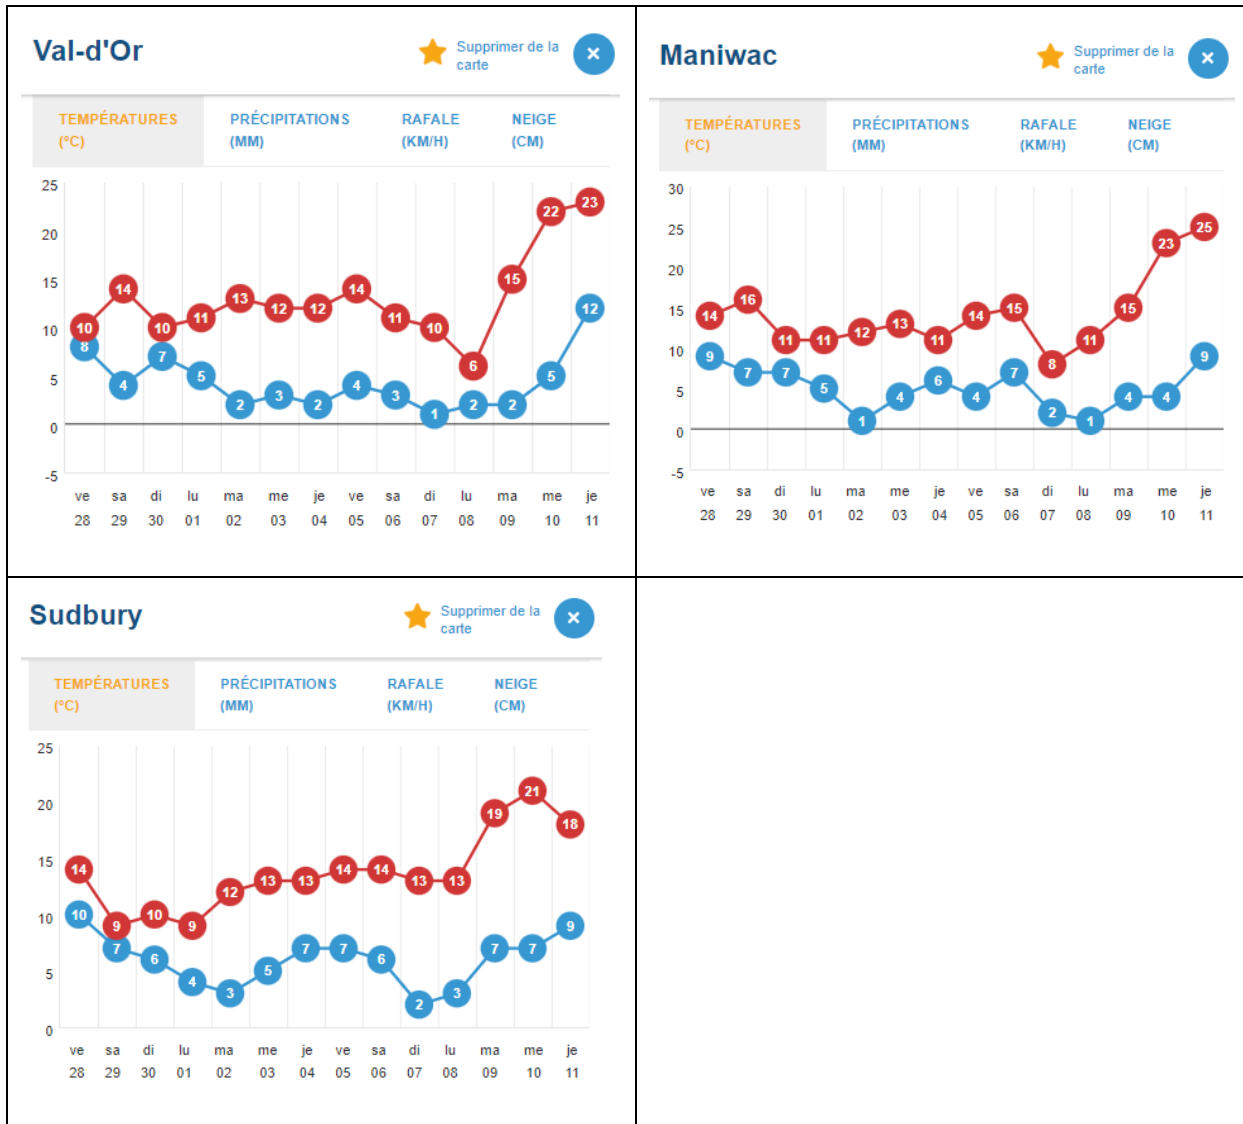 Val-d'Or
Supprimer de la
carte
×
TEMPÉRATURES
(°C)
PRÉCIPITATIONS
(MM)
RAFALE
(KM/H)
NEIGE
(CM)
25
20
15
10
5
0
-5
10 14 10 11 13 12 12 14 11 10 6 15 22 23
8 4 7 5 2 3 2 4 3 1 2 2 5 12
ve sa di lu ma me je ve sa di lu ma me je
28 29 30 01 02 03 04 05 06 07 08 09 10 11
Maniwac
Supprimer de la
carte
×
TEMPÉRATURES
(°C)
PRÉCIPITATIONS
(MM)
RAFALE
(KM/H)
NEIGE
(CM)
30
25
20
15
10
5
0
-5
14 16 11 11 12 13 11 14 15 8 11 15 23 25
9 7 7 5 1 4 6 4 7 2 1 4 4 9
ve sa di lu ma me je ve sa di lu ma me je
28 29 30 01 02 03 04 05 06 07 08 09 10 11
Sudbury
Supprimer de la
carte
×
TEMPÉRATURES
(°C)
PRÉCIPITATIONS
(MM)
RAFALE
(KM/H)
NEIGE
(CM)
25
20
15
10
5
0
14 9 10 9 12 13 13 14 14 13 13 19 21 18
10 7 6 4 3 5 7 7 6 2 3 7 7 9
ve sa di lu ma me je ve sa di lu ma me je
28 29 30 01 02 03 04 05 06 07 08 09 10 11